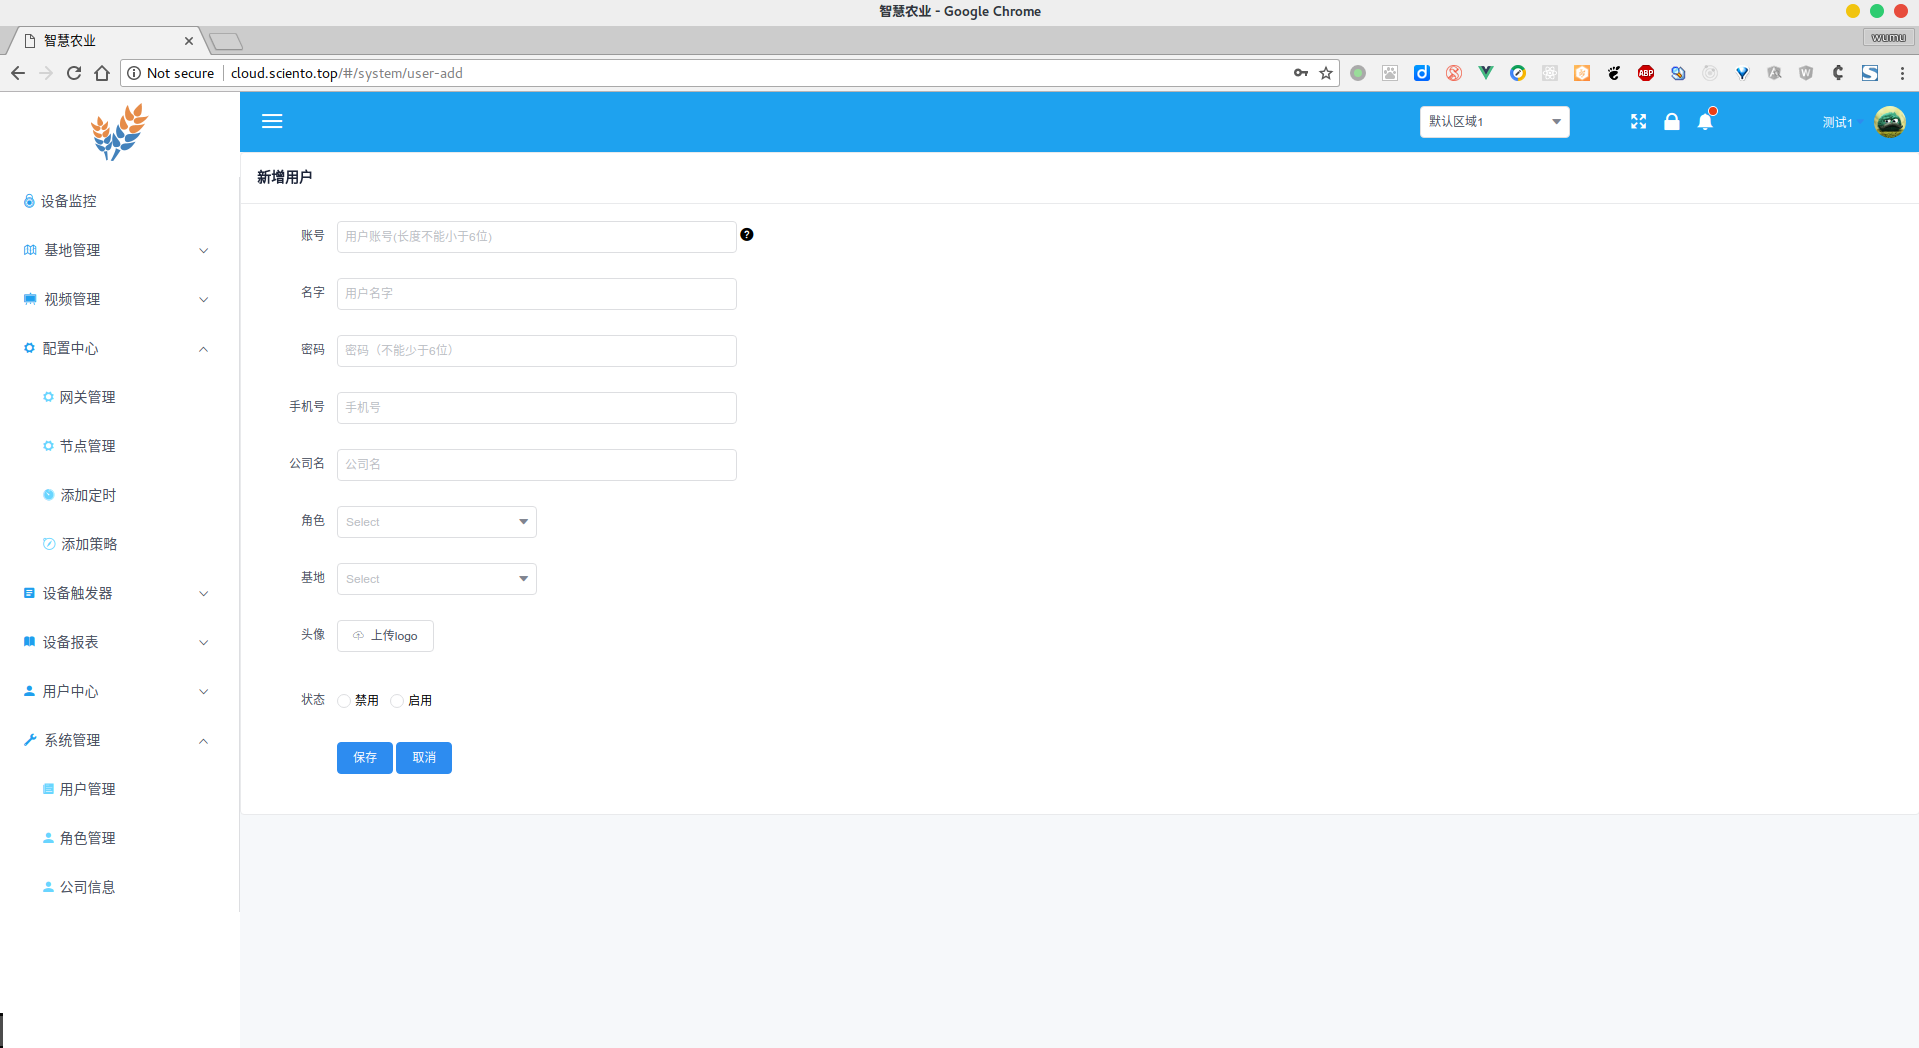 智慧农业 - Google Chrome
智慧农业
wumu
Not secure
cloud.sciento.top/#/system/user-add
ABP
默认区域1
测试1
设备监控
基地管理
视频管理
配置中心
网关管理
节点管理
添加定时
添加策略
设备触发器
设备报表
用户中心
系统管理
用户管理
角色管理
公司信息
新增用户
账号
用户账号(长度不能小于6位)
名字
用户名字
密码
密码（不能少于6位）
手机号
手机号
公司名
公司名
角色
Select
基地
Select
头像
上传logo
状态
禁用 启用
保存 取消